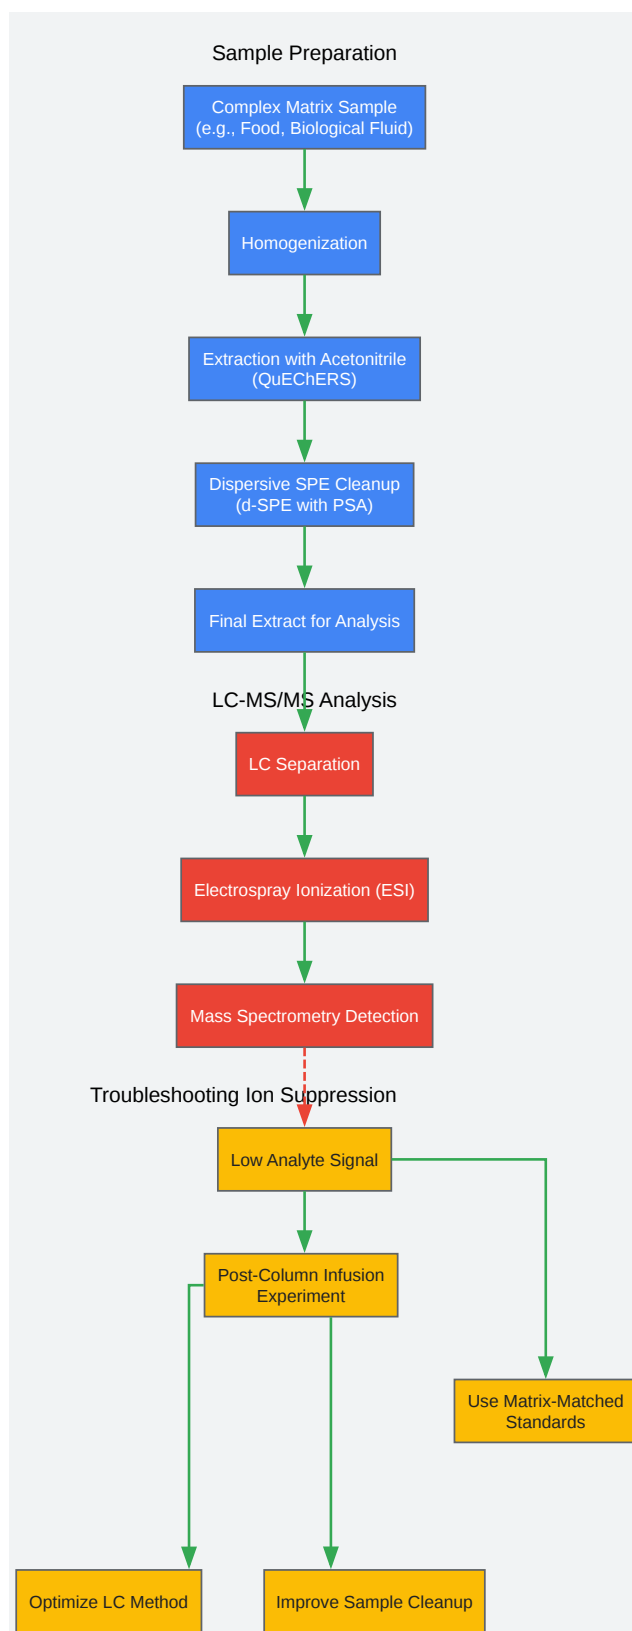 Sample Preparation
Complex Matrix Sample
(e.g., Food, Biological Fluid)
Homogenization
Extraction with Acetonitrile
(QuEChERS)
Dispersive SPE Cleanup
(d-SPE with PSA)
Final Extract for Analysis
LC-MS/MS Analysis
LC Separation
Electrospray Ionization (ESI)
Mass Spectrometry Detection
Troubleshooting Ion Suppression
Low Analyte Signal
Post-Column Infusion
Experiment
Use Matrix-Matched
Standards
Optimize LC Method
Improve Sample Cleanup